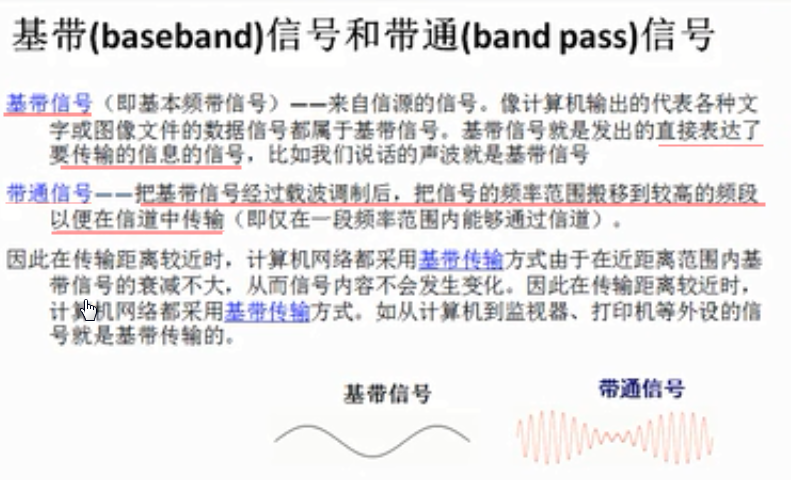 基带(baseband)信号和带通(band pass)信号
基带信号（即基本频带信号）——来自信源的信号。像计算机输出的代表各种文
字或图像文件的数据信号都属于基带信号。基带信号就是发出的直接表达了
要传输的信息的信号，比如我们说话的声波就是基带信号
带通信号——把基带信号经过载波调制后，把信号的频率范围搬移到较高的频段
以便在信道中传输（即仅在一段频率范围内能够通过信道）。
因此在传输距离较近时，计算机网络都采用基带传输方式由于在近距离范围内基
带信号的衰减不大，从而信号内容不会发生变化。因此在传输距离较近时，
计算机网络都采用基带传输方式。如从计算机到监视器、打印机等外设的信
号就是基带传输的。
基带信号
带通信号